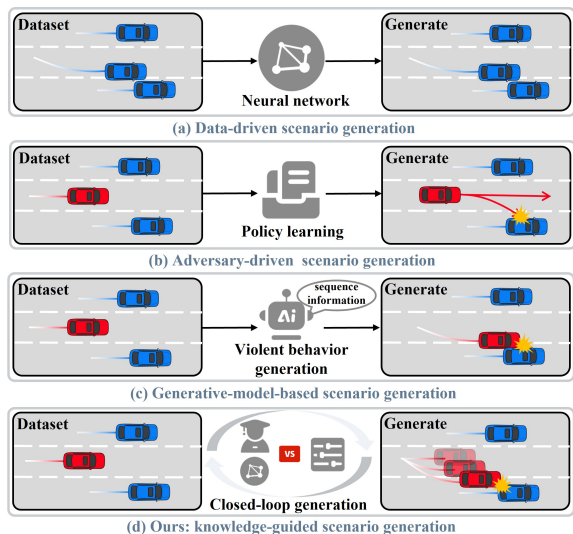 Dataset
Generate
Neural network
(a) Data-driven scenario generation
Dataset
Generate
Policy learning
(b) Adversary-driven scenario generation
Dataset
sequence
information
Ai
Generate
Violent behavior
generation
(c) Generative-model-based scenario generation
Dataset
VS
Generate
Closed-loop generation
(d) Ours: knowledge-guided scenario generation